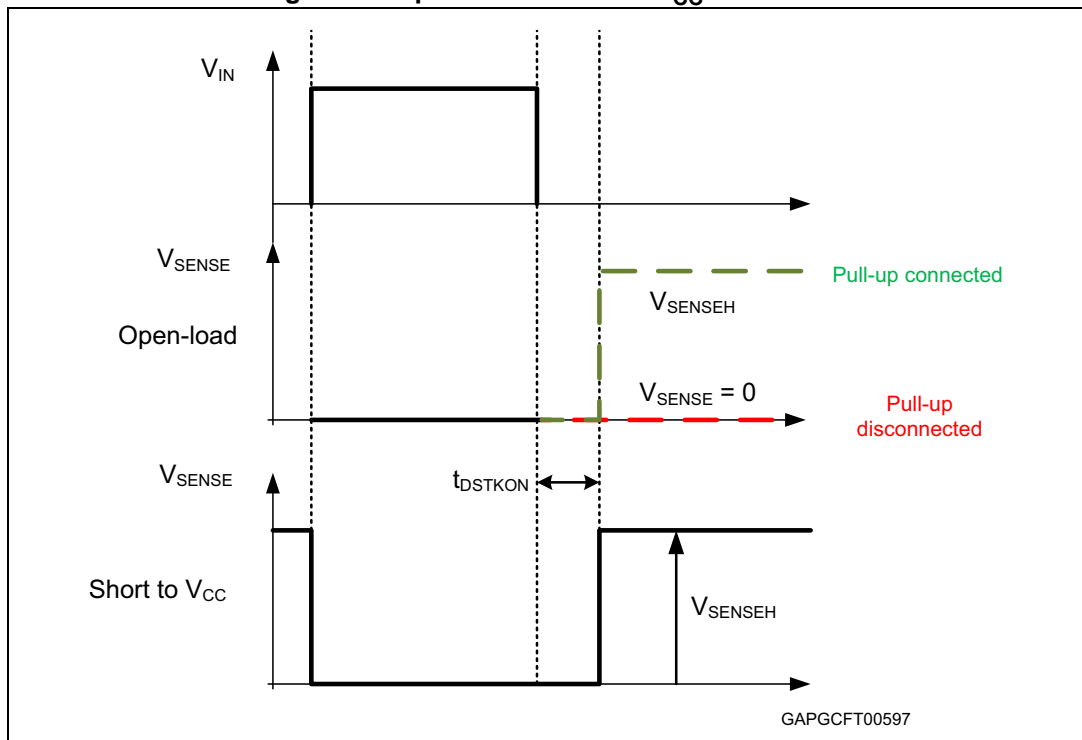 V_IN
V_SENSE
Pull-up connected
V_SENSEH
Open-load
V_SENSE = 0
Pull-up
disconnected
V_SENSE
t_DSTKON
Short to V_CC
V_SENSEH
GAPGCFT00597